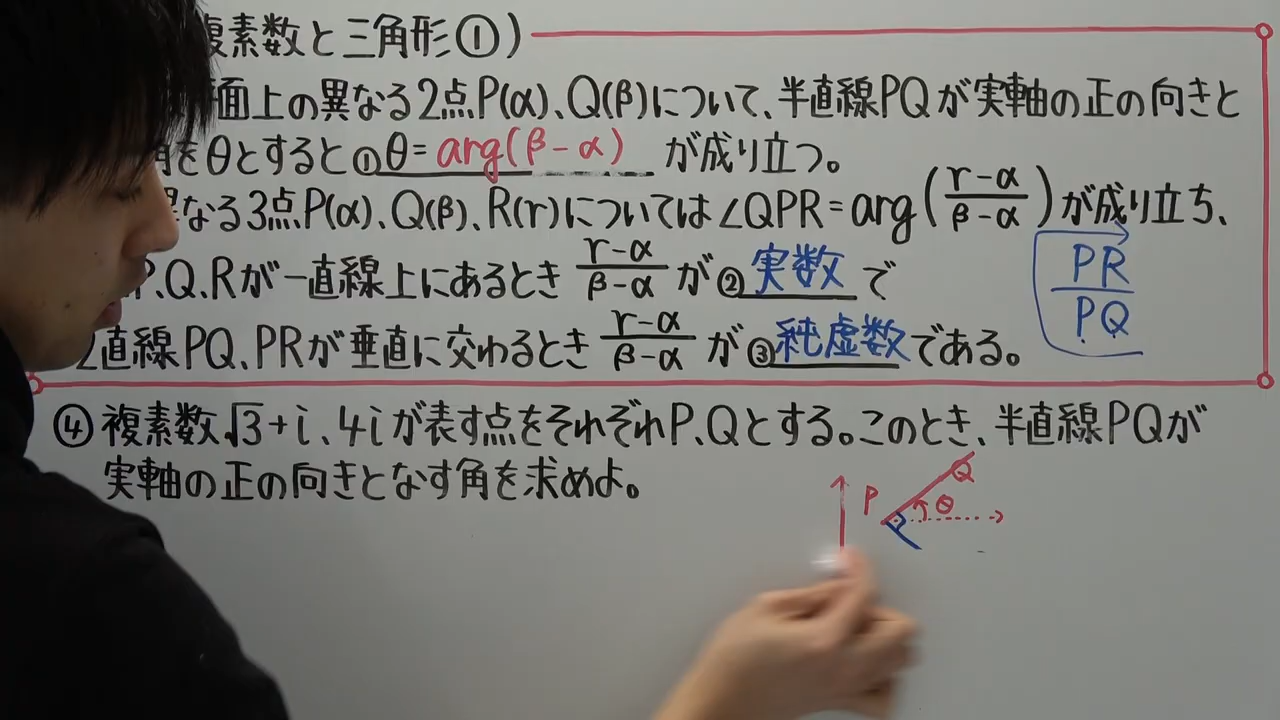 複素数と三角形①)
面上の異なる2点P(α)、Q(β)について、半直線PQが実軸の正の向きと
角をθとすると①θ=arg(β-α) が成り立つ。
なる3点P(α)、Q(β)、R(r)については∠QPR=arg(r-α/β-α)が成り立ち、
P、Q、Rが一直線上にあるとき r-α/β-α が②実数で
2直線PQ、PRが垂直に交わるとき r-α/β-α が③純虚数である。
PR/PQ
④ 複素数√3+i、4iが表す点をそれぞれP、Qとする。このとき、半直線PQが
実軸の正の向きとなす角を求めよ。
P Q θ